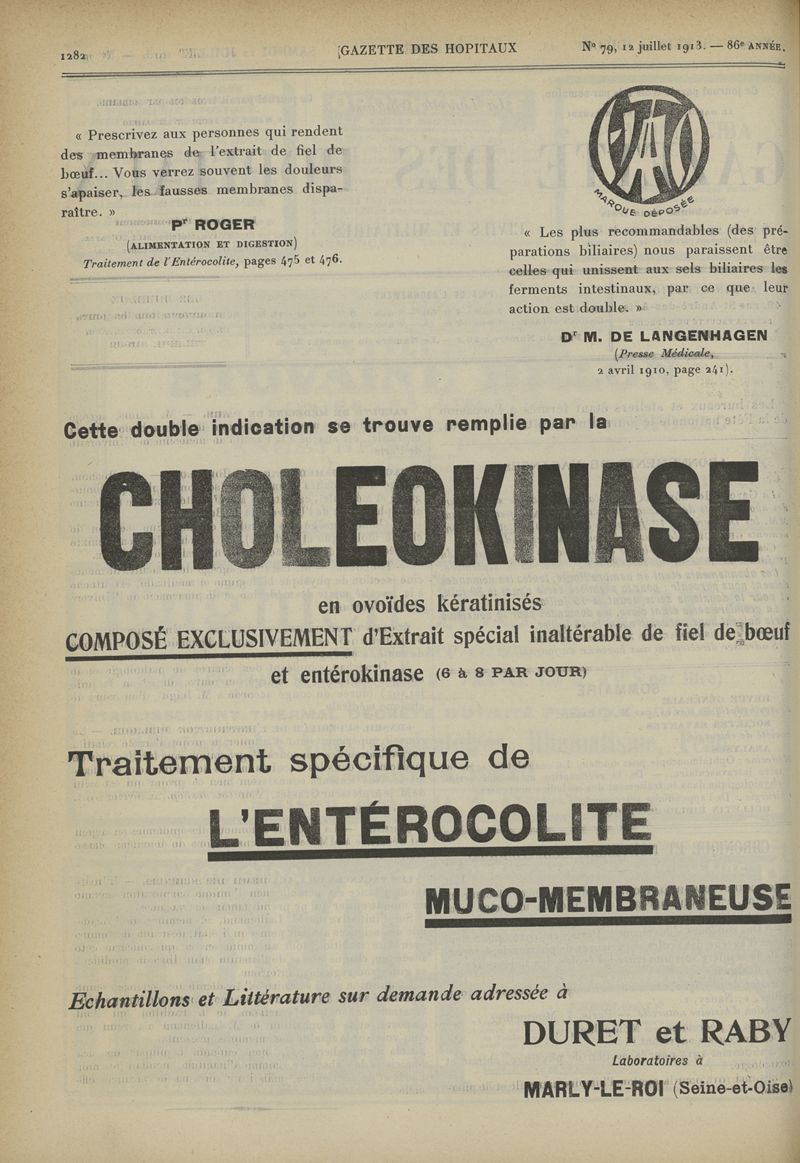 1282
GAZETTE DES HOPITAUX
Nº 79, 12 juillet 1913. — 86e ANNÉE.
« Prescrivez aux personnes qui rendent
des membranes de l'extrait de fiel de
bœuf... Vous verrez souvent les douleurs
s'apaiser, les fausses membranes dispa-
raître. »
Pr ROGER
(ALIMENTATION ET DIGESTION)
Traitement de l'Entérocolite, pages 475 et 476.
MARQUE DÉPOSÉE
« Les plus recommandables (des pré-
parations biliaires) nous paraissent être
celles qui unissent aux sels biliaires les
ferments intestinaux, par ce que leur
action est double. »
Dr M. DE LANGENHAGEN
(Presse Médicale,
2 avril 1910, page 241).
Cette double indication se trouve remplie par la
CHOLEOKINASE
en ovoïdes kératinisés
COMPOSÉ EXCLUSIVEMENT d'Extrait spécial inaltérable de fiel de bœuf
et entérokinase (6 à 8 PAR JOUR)
Traitement spécifique de
L'ENTÉROCOLITE
MUCO-MEMBRANEUSE
Echantillons et Littérature sur demande adressée à
DURET et RABY
Laboratoires à
MARLY-LE-ROI (Seine-et-Oise)